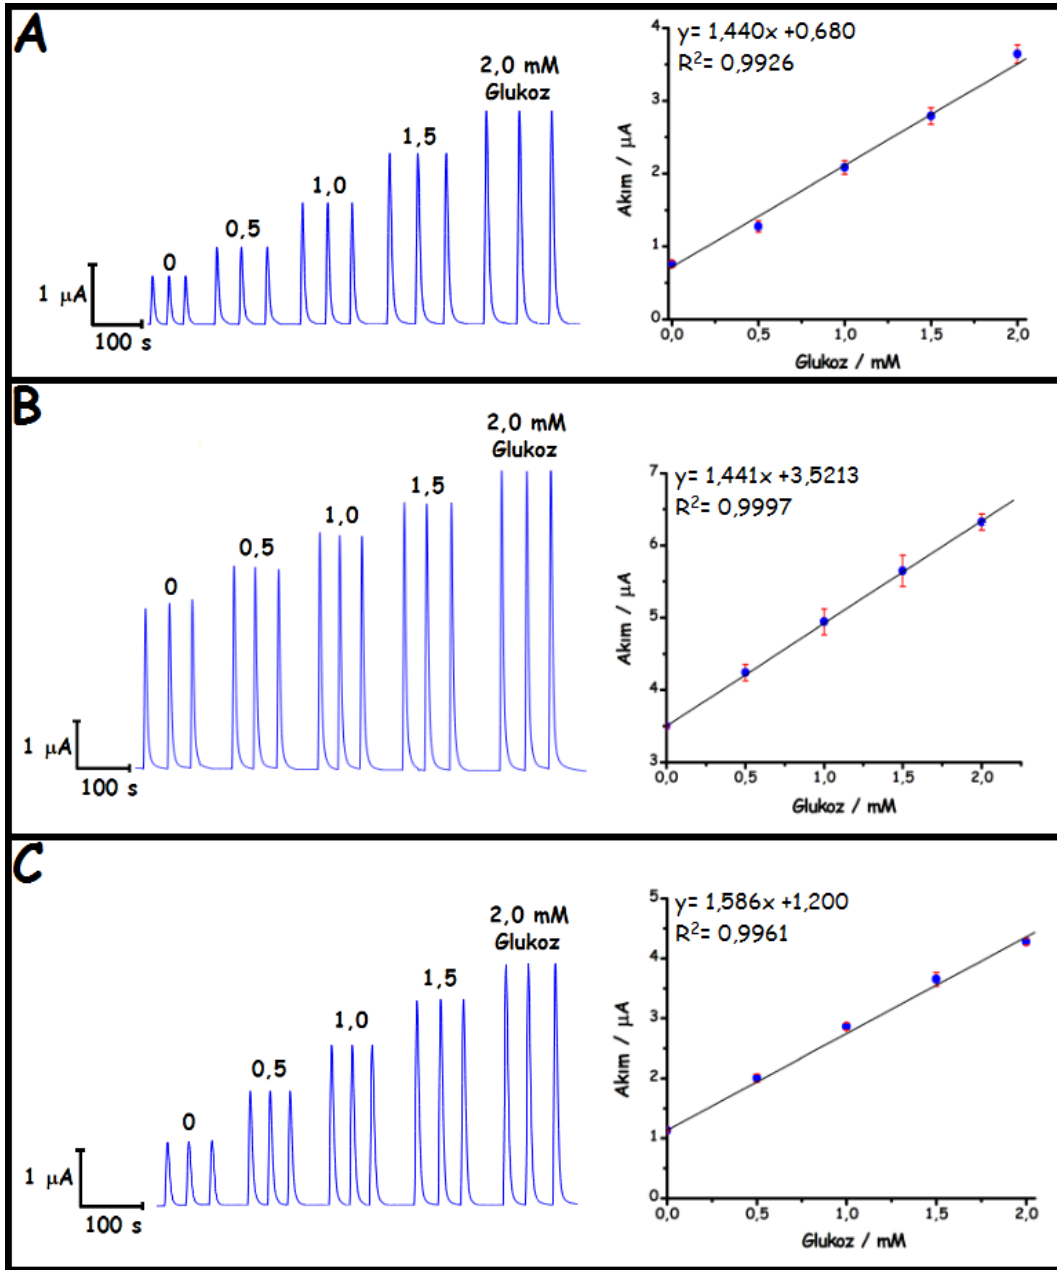 A
2,0 mM
Glukoz
1,5
1,0
0,5
0
1 μA
100 s
y= 1,440x +0,680
R²= 0,9926
4
3
2
1
0
Akım / μA
0,0 0,5 1,0 1,5 2,0
Glukoz / mM
B
2,0 mM
Glukoz
1,5
1,0
0,5
0
1 μA
100 s
y= 1,441x +3,5213
R²= 0,9997
7
6
5
4
3
Akım / μA
0,0 0,5 1,0 1,5 2,0
Glukoz / mM
C
2,0 mM
Glukoz
1,5
1,0
0,5
0
1 μA
100 s
y= 1,586x +1,200
R²= 0,9961
5
4
3
2
1
0
Akım / μA
0,0 0,5 1,0 1,5 2,0
Glukoz / mM